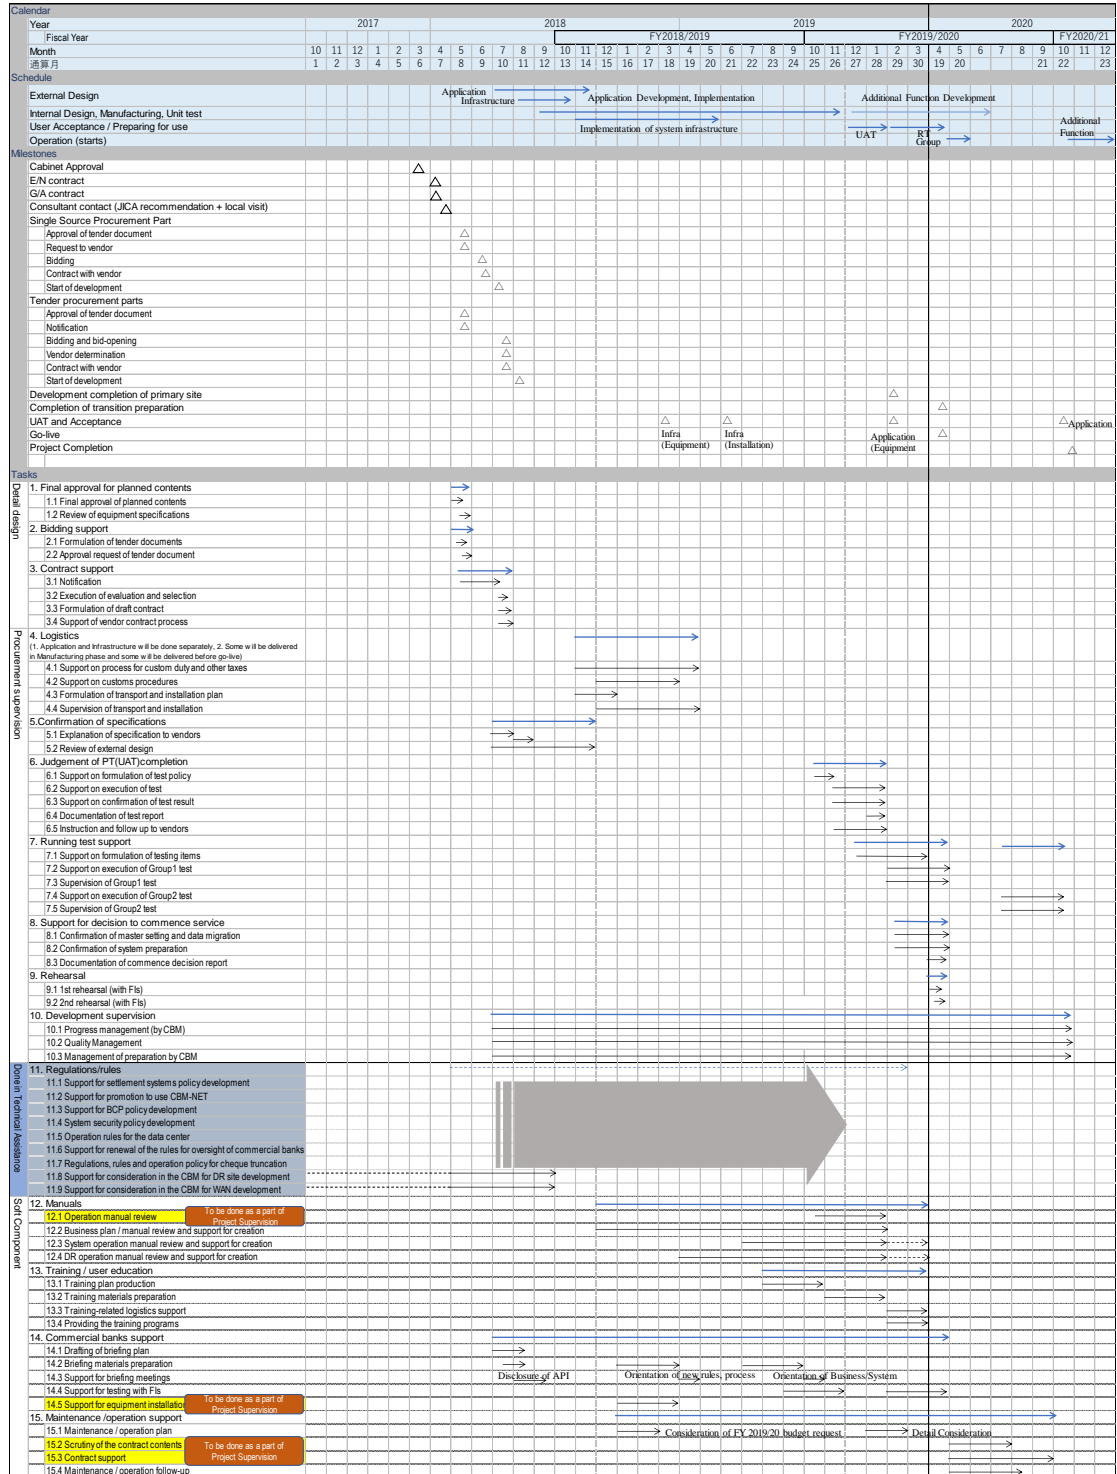 Calendar
Year 2017 2018 2019 2020
Fiscal Year FY2018/2019 FY2019/2020 FY2020/21
Month 10 11 12 1 2 3 4 5 6 7 8 9 10 11 12 1 2 3 4 5 6 7 8 9 10 11 12 1 2 3 4 5 6 7 8 9 10 11 12
通算月 1 2 3 4 5 6 7 8 9 10 11 12 13 14 15 16 17 18 19 20 21 22 23 24 25 26 27 28 29 30 19 20 21 22 23
Schedule
External Design
Application
Infrastructure
Application Development, Implementation
Additional Function Development
Internal Design, Manufacturing, Unit test
User Acceptance / Preparing for use
Implementation of system infrastructure
UAT
RT
Group
Additional
Function
Operation (starts)
Milestones
Cabinet Approval
E/N contract
G/A contract
Consultant contact (JICA recommendation + local visit)
Single Source Procurement Part
Approval of tender document
Request to vendor
Bidding
Contract with vendor
Start of development
Tender procurement parts
Approval of tender document
Notification
Bidding and bid-opening
Vendor determination
Contract with vendor
Start of development
Development completion of primary site
Completion of transition preparation
UAT and Acceptance
Application
Go-live
Infra
(Equipment)
Infra
(Installation)
Application
(Equipment
Project Completion
Tasks
Detail design
1. Final approval for planned contents
1.1 Final approval of planned contents
1.2 Review of equipment specifications
2. Bidding support
2.1 Formulation of tender documents
2.2 Approval request of tender document
3. Contract support
3.1 Notification
3.2 Execution of evaluation and selection
3.3 Formulation of draft contract
3.4 Support of vendor contract process
Procurement supervision
4. Logistics
(1. Application and Infrastructure will be done separately, 2. Some will be delivered
in Manufacturing phase and some will be delivered before go-live)
4.1 Support on process for custom duty and other taxes
4.2 Support on customs procedures
4.3 Formulation of transport and installation plan
4.4 Supervision of transport and installation
5.Confirmation of specifications
5.1 Explanation of specification to vendors
5.2 Review of external design
6. Judgement of PT(UAT)completion
6.1 Support on formulation of test policy
6.2 Support on execution of test
6.3 Support on confirmation of test result
6.4 Documentation of test report
6.5 Instruction and follow up to vendors
7. Running test support
7.1 Support on formulation of testing items
7.2 Support on execution of Group1 test
7.3 Supervision of Group1 test
7.4 Support on execution of Group2 test
7.5 Supervision of Group2 test
8. Support for decision to commence service
8.1 Confirmation of master setting and data migration
8.2 Confirmation of system preparation
8.3 Documentation of commence decision report
9. Rehearsal
9.1 1st rehearsal (with FIs)
9.2 2nd rehearsal (with FIs)
10. Development supervision
10.1 Progress management (by CBM)
10.2 Quality Management
10.3 Management of preparation by CBM
Done in Technical Assistance
11. Regulations/rules
11.1 Support for settlement systems policy development
11.2 Support for promotion to use CBM-NET
11.3 Support for BCP policy development
11.4 System security policy development
11.5 Operation rules for the data center
11.6 Support for renewal of the rules for oversight of commercial banks
11.7 Regulations, rules and operation policy for cheque truncation
11.8 Support for consideration in the CBM for DR site development
11.9 Support for consideration in the CBM for WAN development
Soft Component
12. Manuals
12.1 Operation manual review
To be done as a part of
Project Supervision
12.2 Business plan / manual review and support for creation
12.3 System operation manual review and support for creation
12.4 DR operation manual review and support for creation
13. Training / user education
13.1 Training plan production
13.2 Training materials preparation
13.3 Training-related logistics support
13.4 Providing the training programs
14. Commercial banks support
14.1 Drafting of briefing plan
14.2 Briefing materials preparation
14.3 Support for briefing meetings
Disclosure of API
Orientation of new rules, process
Orientation of Business/System
14.4 Support for testing with FIs
14.5 Support for equipment installation
To be done as a part of
Project Supervision
15. Maintenance /operation support
15.1 Maintenance / operation plan
Consideration of FY 2019/20 budget request
Detail Consideration
15.2 Scrutiny of the contract contents
15.3 Contract support
To be done as a part of
Project Supervision
15.4 Maintenance / operation follow-up